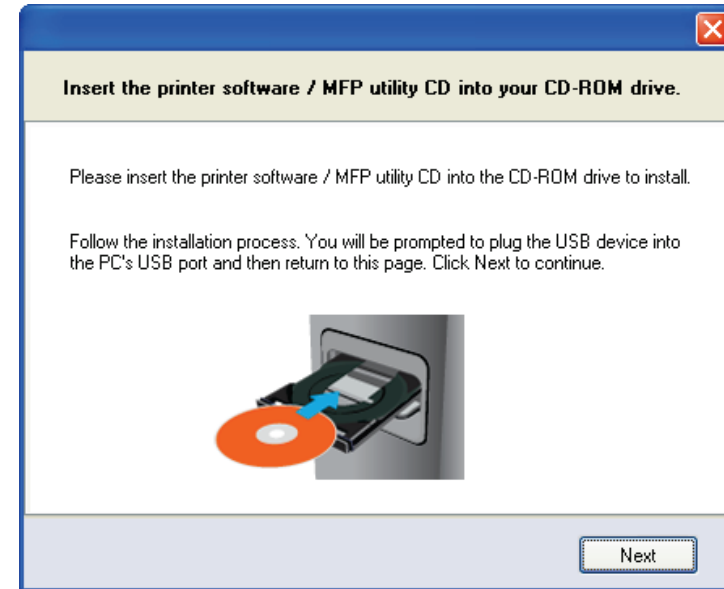 Insert the printer software / MFP utility CD into your CD-ROM drive.
Please insert the printer software / MFP utility CD into the CD-ROM drive to install.
Follow the installation process. You will be prompted to plug the USB device into
the PC's USB port and then return to this page. Click Next to continue.
Next